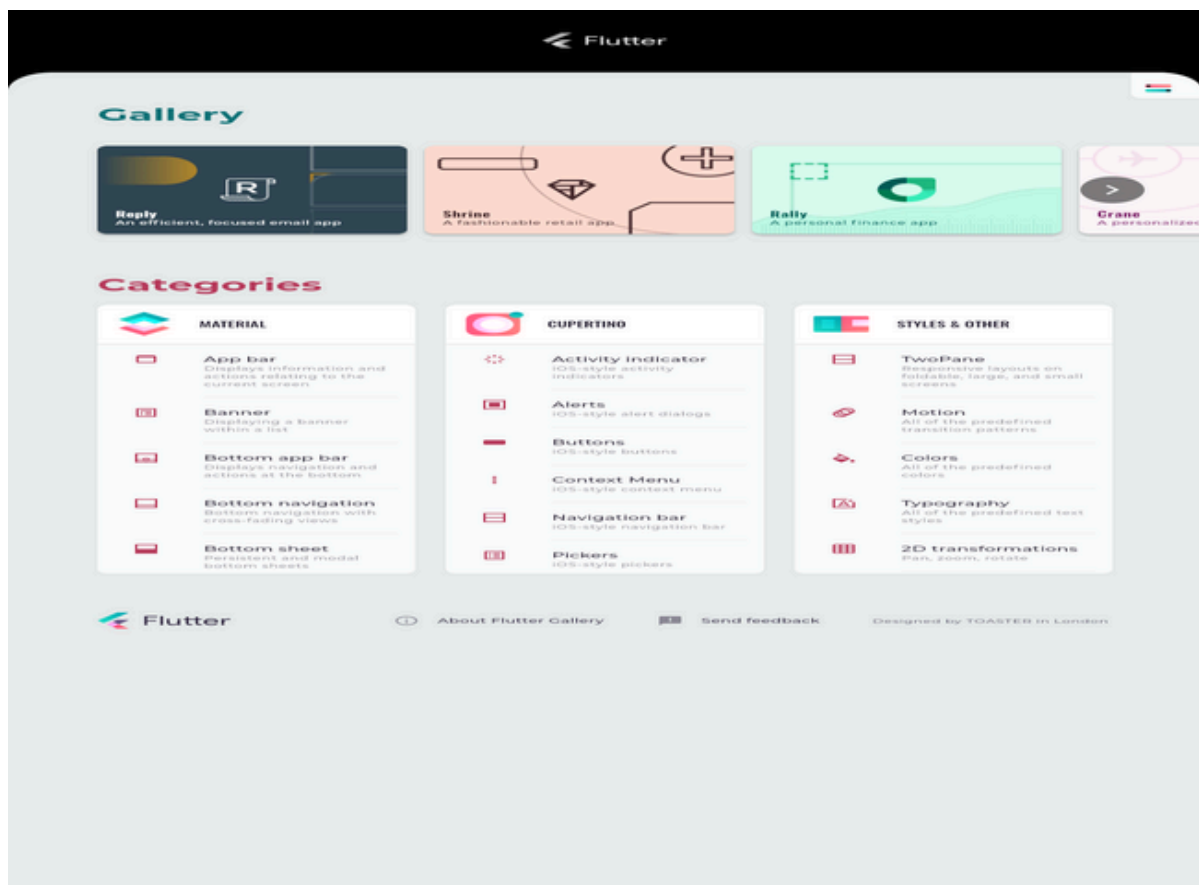 Flutter
Gallery
R
Reply
An efficient, focused email app
Shrine
A fashionable retail app
Rally
A personal finance app
Crane
A personalized
Categories
MATERIAL
App bar
Displays information and
actions relating to the
current screen
Banner
Displaying a banner
within a list
Bottom app bar
Displays navigation and
actions at the bottom
Bottom navigation
Bottom navigation with
cross-fading views
Bottom sheet
Persistent and modal
bottom sheets
CUPERTINO
Activity indicator
iOS-style activity
indicators
Alerts
iOS-style alert dialogs
Buttons
iOS-style buttons
Context Menu
iOS-style context menu
Navigation bar
iOS-style navigation bar
Pickers
iOS-style pickers
STYLES & OTHER
TwoPane
Responsive layouts on
foldable, large, and small
screens
Motion
All of the predefined
transition patterns
Colors
All of the predefined
colors
Typography
All of the predefined text
styles
2D transformations
Pan, zoom, rotate
Flutter
About Flutter Gallery
Send feedback
Designed by TOASTER in London